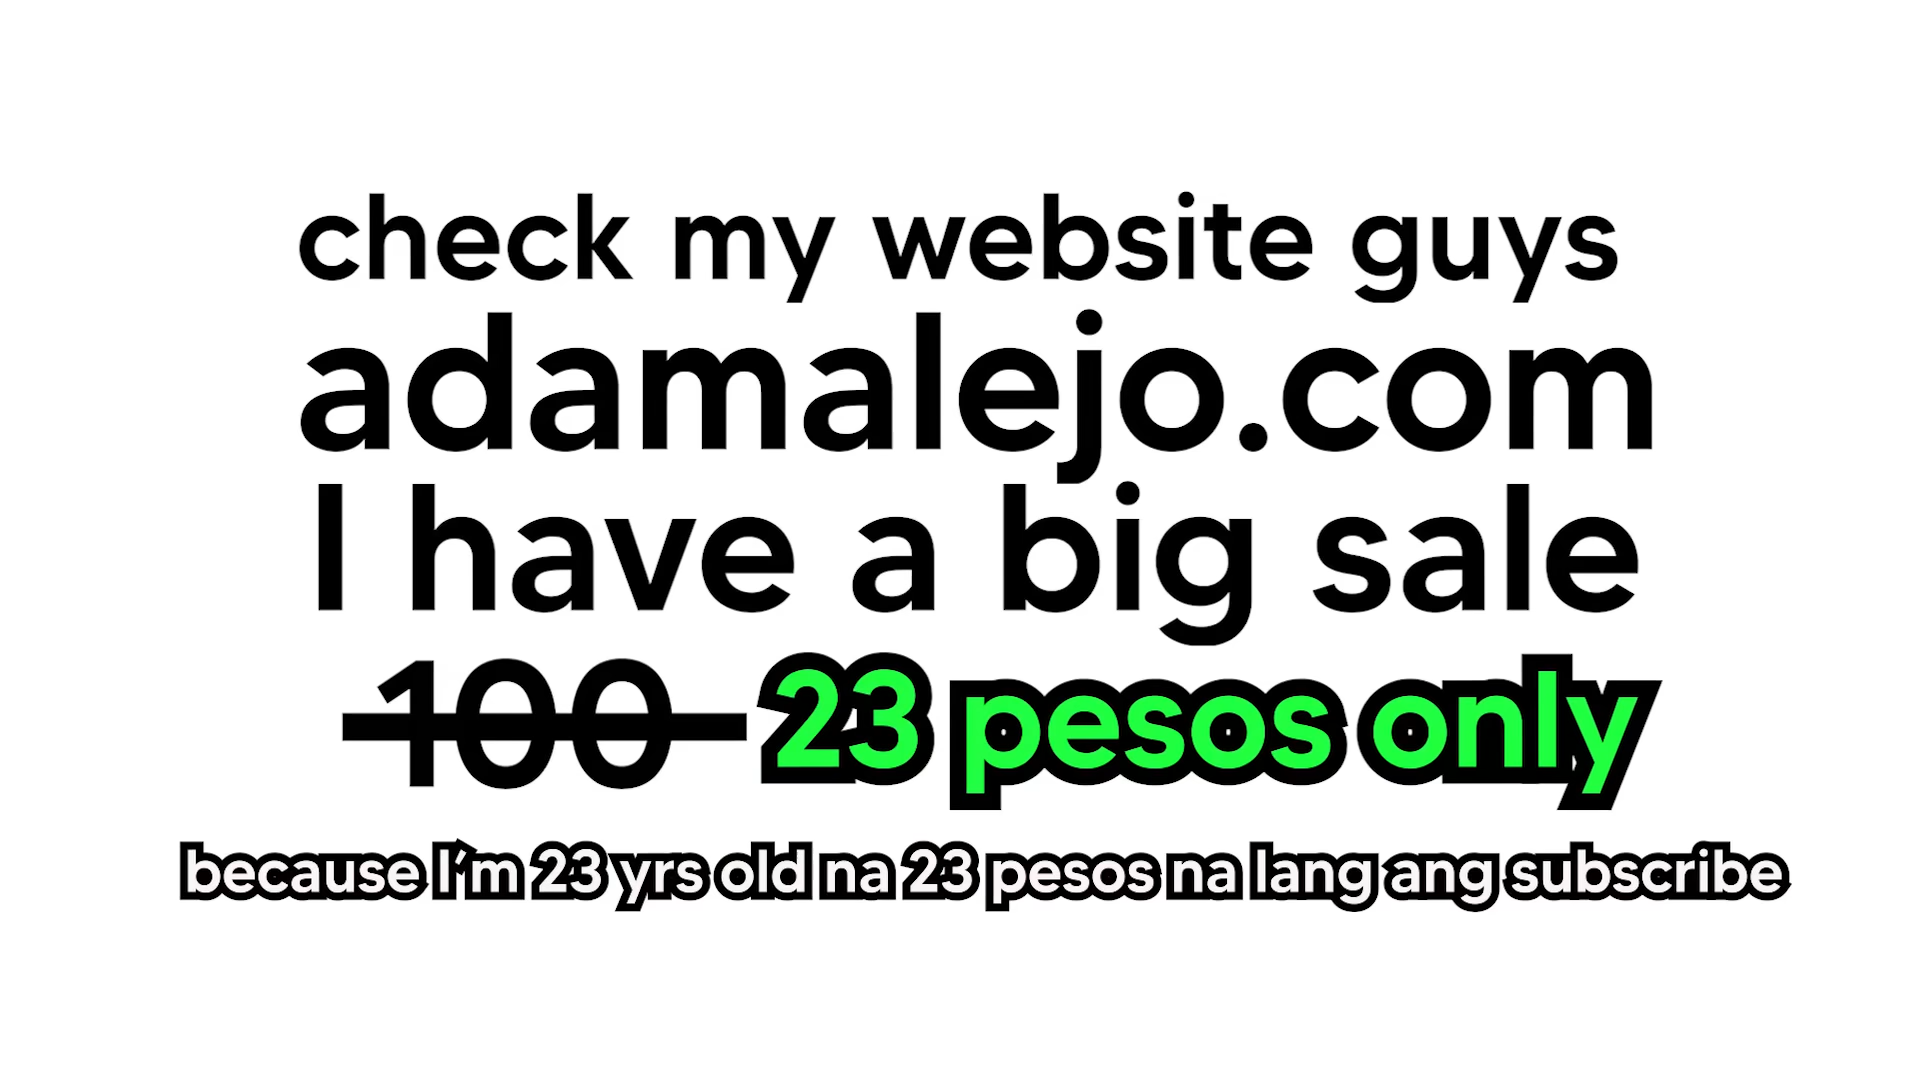 check my website guys
adamalejo.com
I have a big sale
100 23 pesos only
because I'm 23 yrs old na 23 pesos na lang ang subscribe